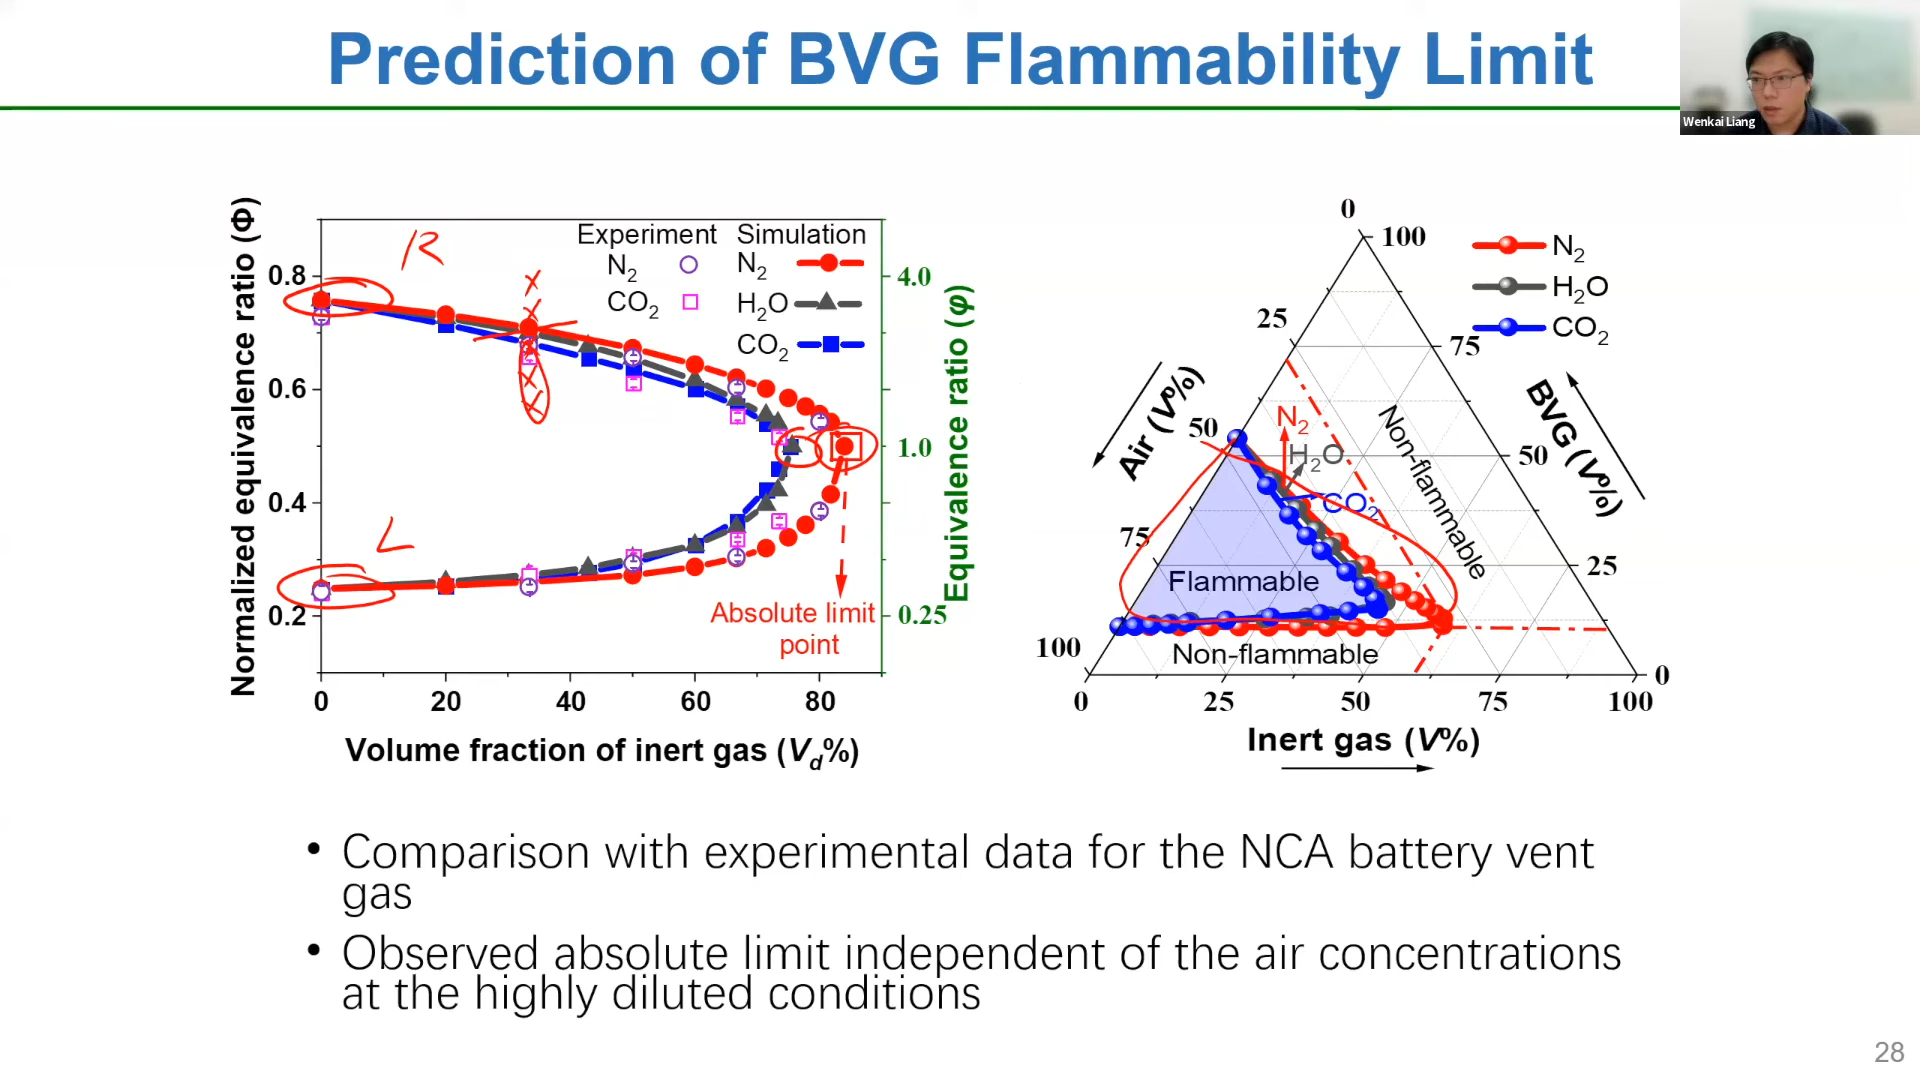 Prediction of BVG Flammability Limit
Wenkai Liang
Normalized equivalence ratio (Φ)
0.8
0.6
0.4
0.2
R
L
Experiment Simulation
N2 N2
CO2 H2O
CO2
4.0
1.0
0.25
Equivalence ratio (φ)
Absolute limit
point
0 20 40 60 80
Volume fraction of inert gas (Vd%)
0
100
25
75
50
50
75
25
100
0
0 25 50 75 100
Air (V%)
BVG (V%)
Inert gas (V%)
N2
H2O
CO2
N2
H2O
CO2
Non-flammable
Flammable
Non-flammable
• Comparison with experimental data for the NCA battery vent
gas
• Observed absolute limit independent of the air concentrations
at the highly diluted conditions
28